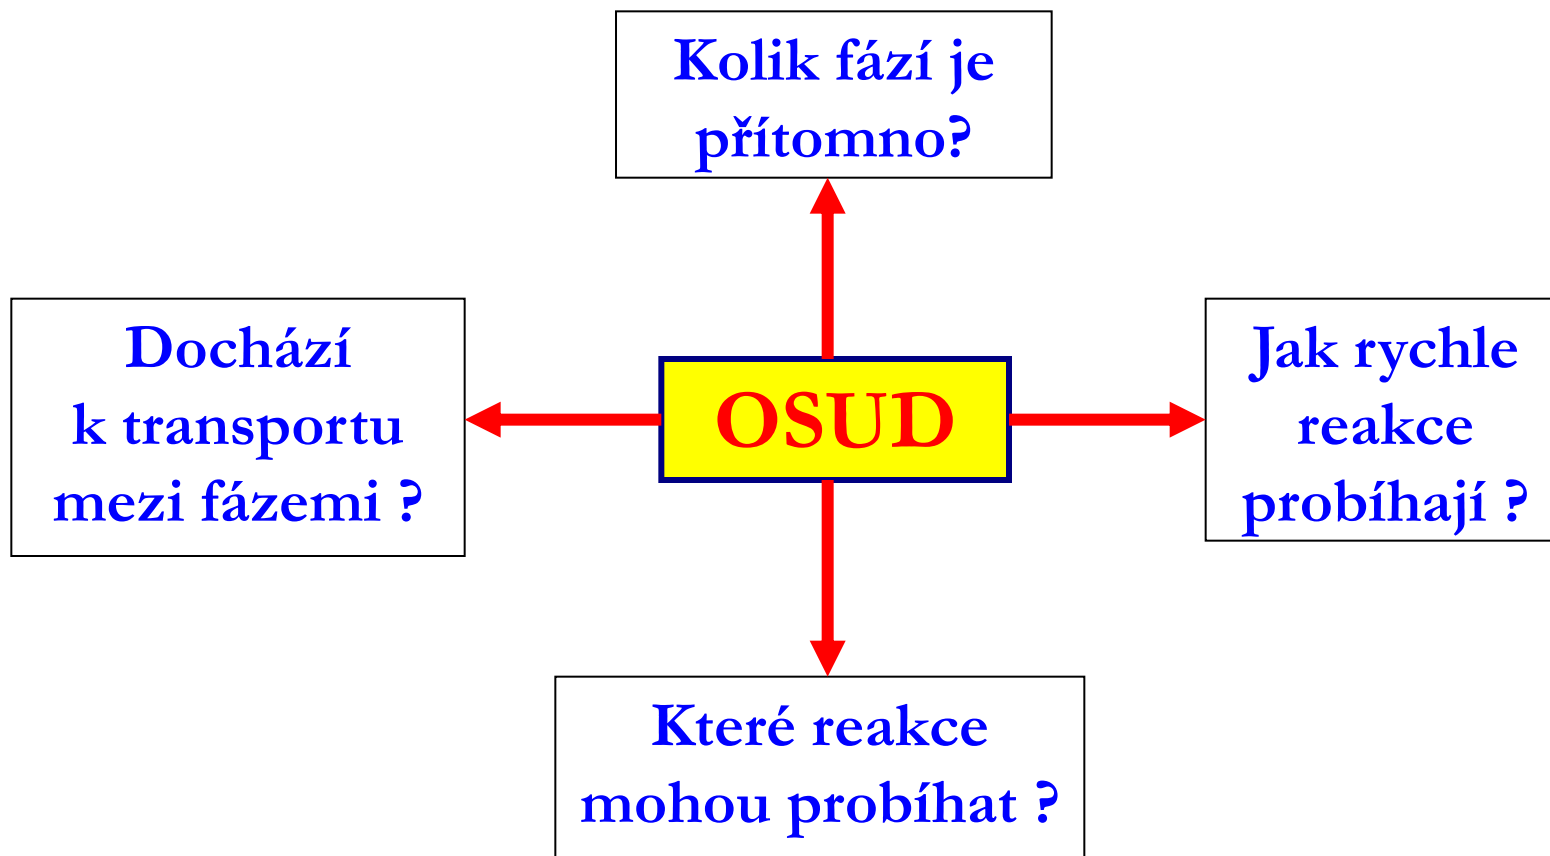 Kolik fází je
přítomno?
Dochází
k transportu
mezi fázemi ?
OSUD
Jak rychle
reakce
probíhají ?
Které reakce
mohou probíhat ?